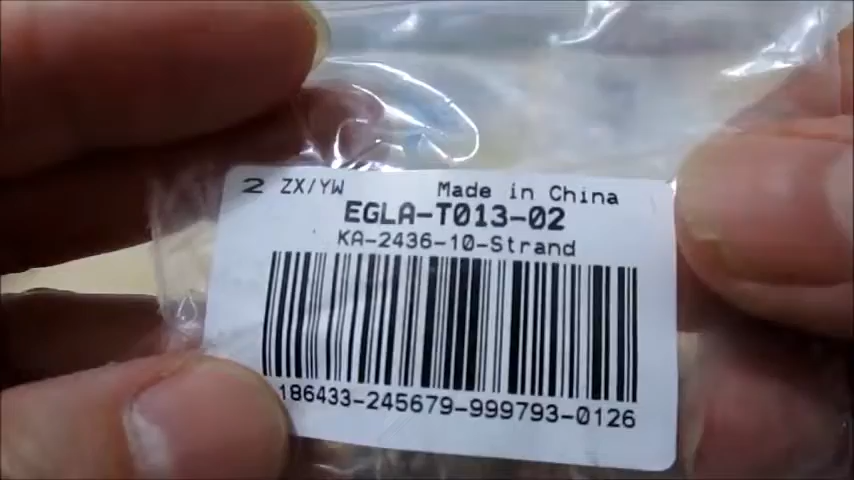 2 ZX/YW Made in China
EGLA-T013-02
KA-2436-10-Strand
186433-245679-999793-0126